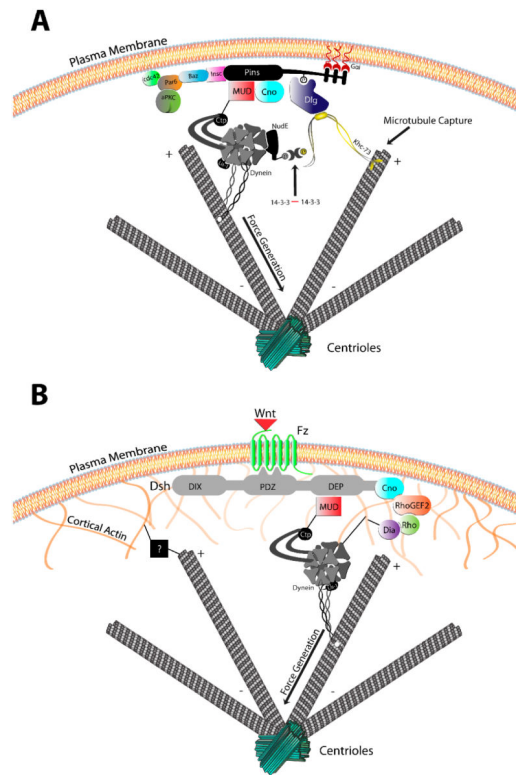 A
Plasma Membrane
Gαi
cdc42
Par6
Baz
Insc
Pins
aPKC
MUD
Cno
P
Dlg
NudE
Ctp
Khc-73
Microtubule Capture
+
+
Dynein
14-3-3 — 14-3-3
Force Generation
-
-
Centrioles
B
Wnt
Fz
Plasma Membrane
Dsh
DIX
PDZ
DEP
Cno
MUD
RhoGEF2
Cortical Actin
Ctp
Dia
Rho
?
+
+
Dynein
Force Generation
-
-
Centrioles